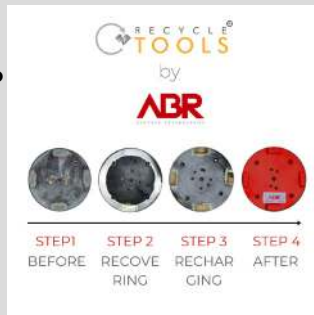 RECYCLE
TOOLS
by
ABR
STEP1
BEFORE
STEP 2
RECOVE
RING
STEP 3
RECHAR
GING
STEP 4
AFTER